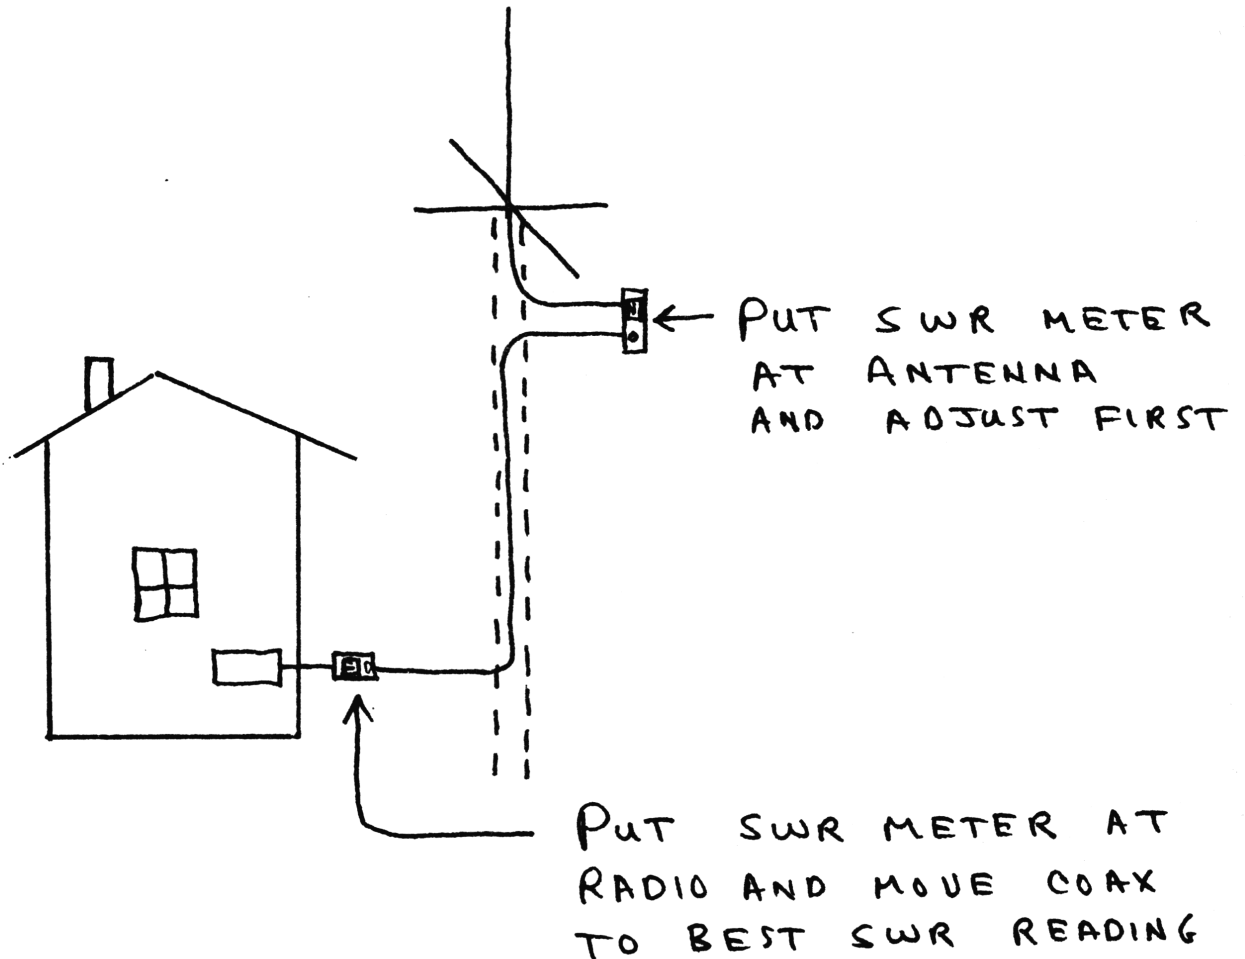 PUT SWR METER
AT ANTENNA
AND ADJUST FIRST
PUT SWR METER AT
RADIO AND MOVE COAX
TO BEST SWR READING